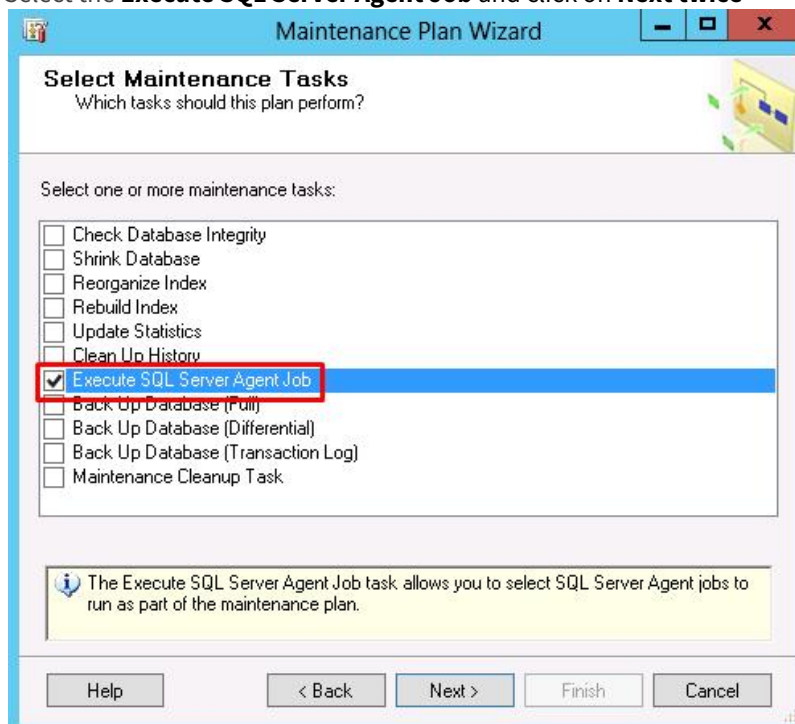 Select the Execute SQL Server Agent Job and click on Next twice
Maintenance Plan Wizard
Select Maintenance Tasks
Which tasks should this plan perform?
Select one or more maintenance tasks:
Check Database Integrity
Shrink Database
Reorganize Index
Rebuild Index
Update Statistics
Clean Up History
Execute SQL Server Agent Job
Back Up Database (Full)
Back Up Database (Differential)
Back Up Database (Transaction Log)
Maintenance Cleanup Task
The Execute SQL Server Agent Job task allows you to select SQL Server Agent jobs to
run as part of the maintenance plan.
Help < Back Next > Finish Cancel